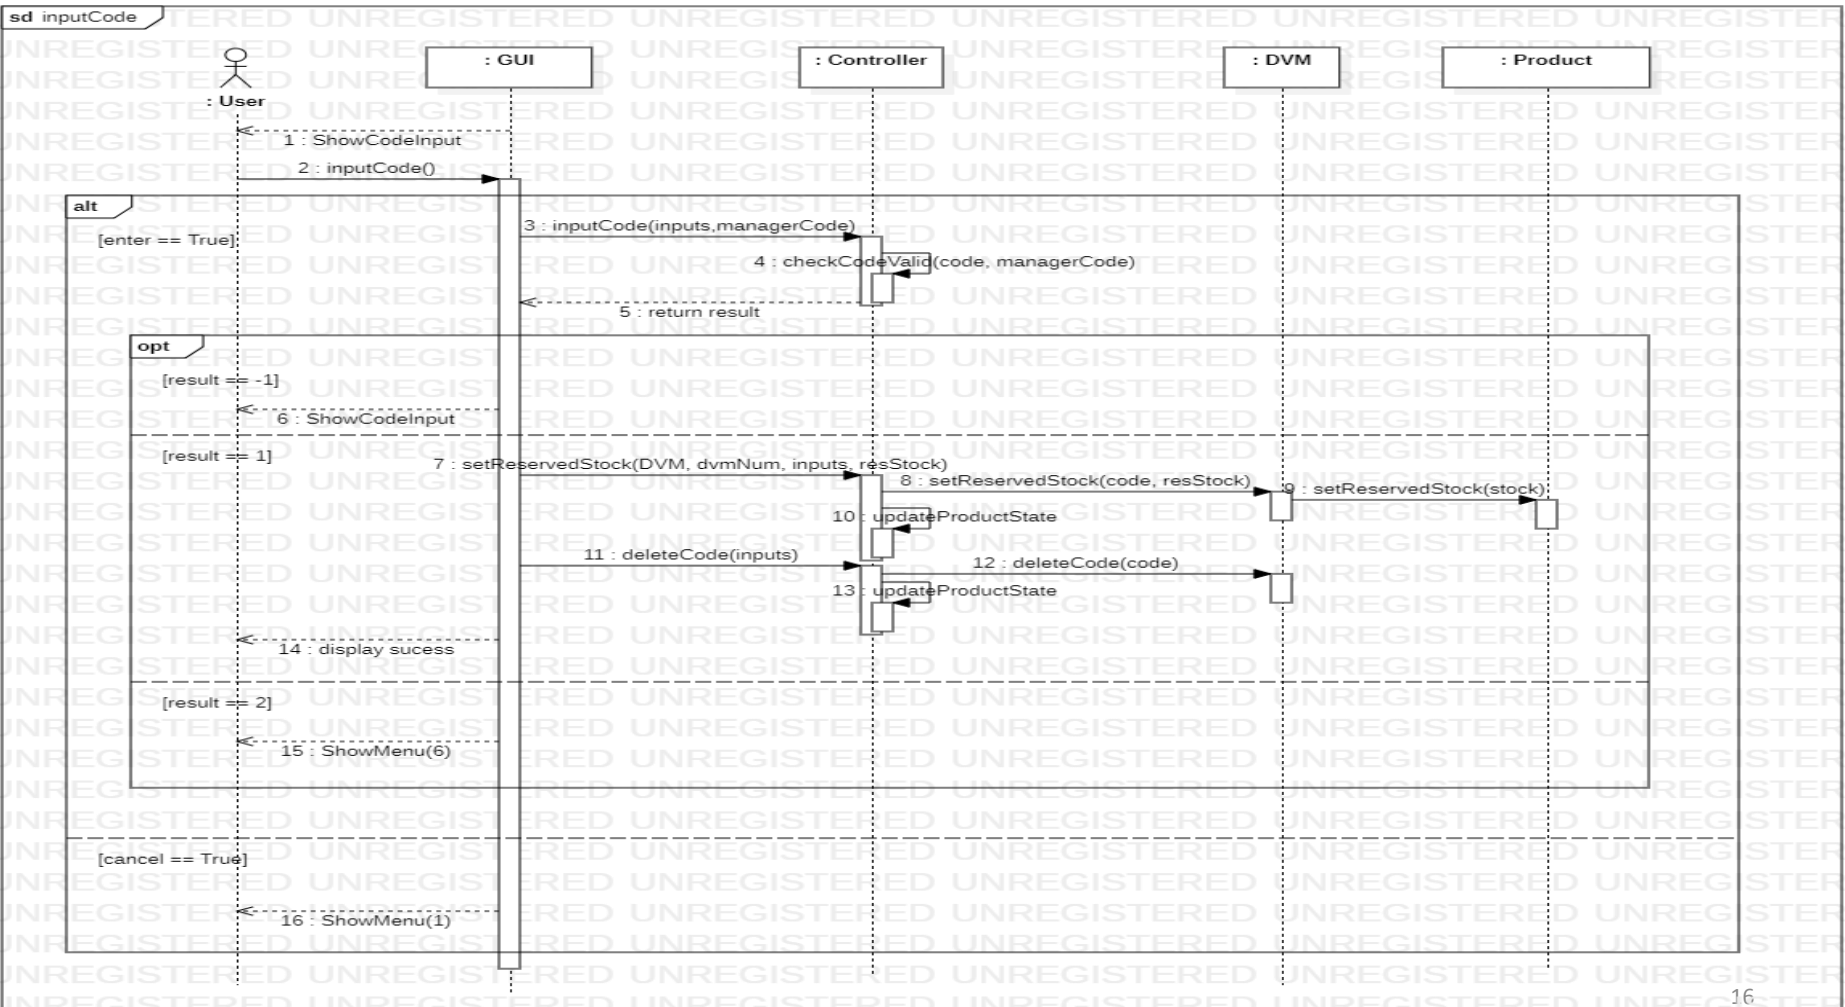 sd inputCode
: User
: GUI
: Controller
: DVM
: Product
1 : ShowCodeInput
2 : inputCode()
alt
[enter == True]
3 : inputCode(inputs,managerCode)
4 : checkCodeValid(code, managerCode)
5 : return result
opt
[result == -1]
6 : ShowCodeInput
[result == 1]
7 : setReservedStock(DVM, dvmNum, inputs, resStock)
8 : setReservedStock(code, resStock)
9 : setReservedStock(stock)
10 : updateProductState
11 : deleteCode(inputs)
12 : deleteCode(code)
13 : updateProductState
14 : display sucess
[result == 2]
15 : ShowMenu(6)
[cancel == True]
16 : ShowMenu(1)
16
UNREGISTERED